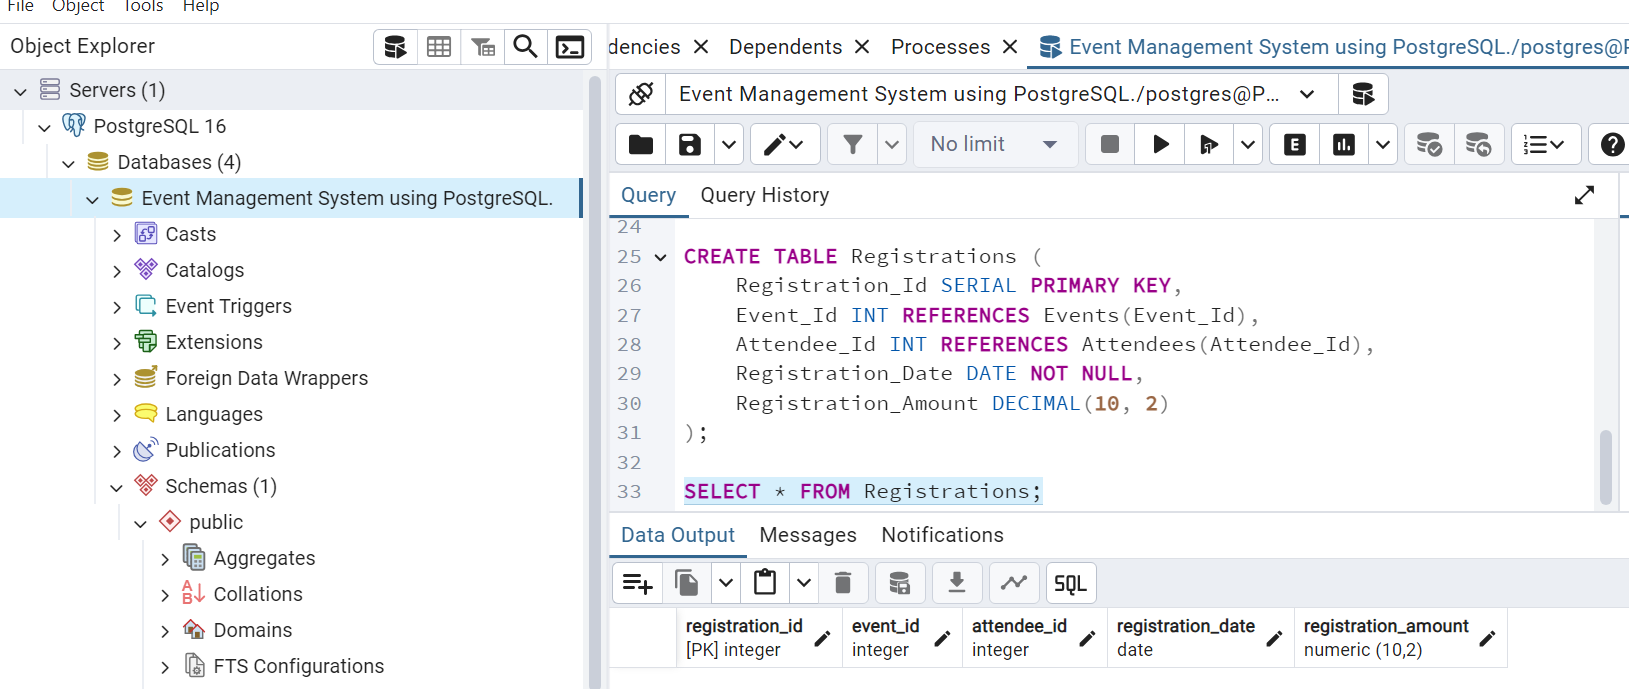 File Object Tools Help
Object Explorer
Servers (1)
PostgreSQL 16
Databases (4)
Event Management System using PostgreSQL.
Casts
Catalogs
Event Triggers
Extensions
Foreign Data Wrappers
Languages
Publications
Schemas (1)
public
Aggregates
Collations
Domains
FTS Configurations
dencies Dependents Processes Event Management System using PostgreSQL./postgres@P
Event Management System using PostgreSQL./postgres@P...
No limit
Query Query History
24
25 CREATE TABLE Registrations (
26 Registration_Id SERIAL PRIMARY KEY,
27 Event_Id INT REFERENCES Events(Event_Id),
28 Attendee_Id INT REFERENCES Attendees(Attendee_Id),
29 Registration_Date DATE NOT NULL,
30 Registration_Amount DECIMAL(10, 2)
31 );
32
33 SELECT * FROM Registrations;
Data Output Messages Notifications
SQL
registration_id event_id attendee_id registration_date registration_amount
[PK] integer integer integer date numeric (10,2)